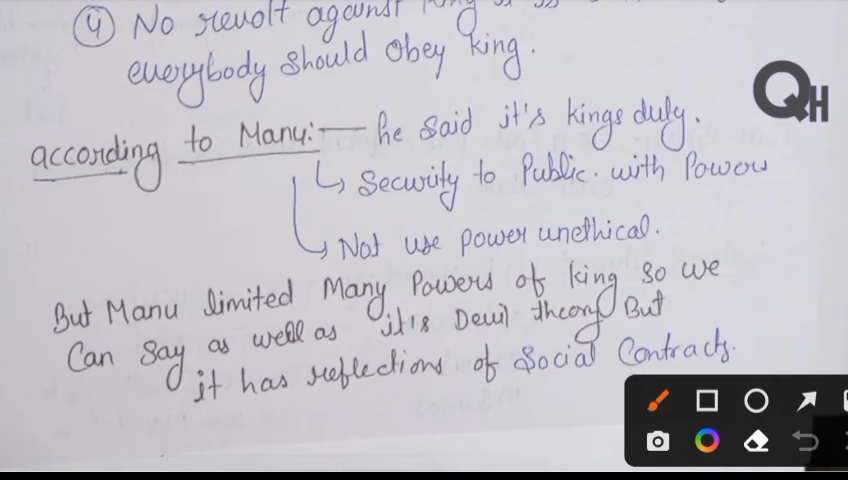 ④ No revolt against king
everybody should obey king.
QH
according to Manu:— he said it's kings duty.
↳ Security to Public. with Powers
↳ Not use power unethical.
But Manu limited Many Powers of king so we
Can say as well as it's Devil theory But
it has reflections of Social Contracts.